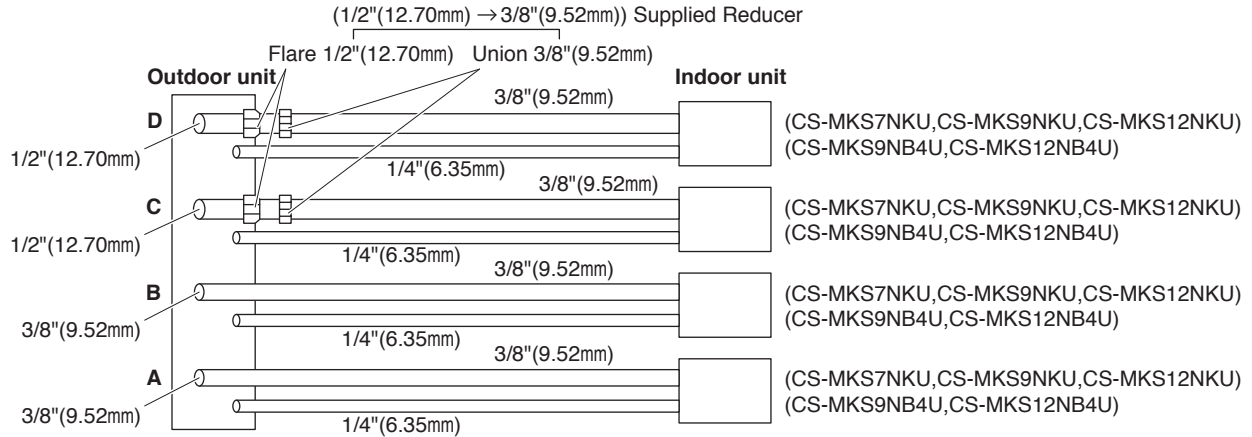 (1/2"(12.70mm) → 3/8"(9.52mm)) Supplied Reducer
Flare 1/2"(12.70mm) Union 3/8"(9.52mm)
Outdoor unit
Indoor unit
3/8"(9.52mm)
D
1/2"(12.70mm)
1/4"(6.35mm)
(CS-MKS7NKU,CS-MKS9NKU,CS-MKS12NKU)
(CS-MKS9NB4U,CS-MKS12NB4U)
3/8"(9.52mm)
C
1/2"(12.70mm)
1/4"(6.35mm)
(CS-MKS7NKU,CS-MKS9NKU,CS-MKS12NKU)
(CS-MKS9NB4U,CS-MKS12NB4U)
3/8"(9.52mm)
B
3/8"(9.52mm)
1/4"(6.35mm)
(CS-MKS7NKU,CS-MKS9NKU,CS-MKS12NKU)
(CS-MKS9NB4U,CS-MKS12NB4U)
3/8"(9.52mm)
A
3/8"(9.52mm)
1/4"(6.35mm)
(CS-MKS7NKU,CS-MKS9NKU,CS-MKS12NKU)
(CS-MKS9NB4U,CS-MKS12NB4U)